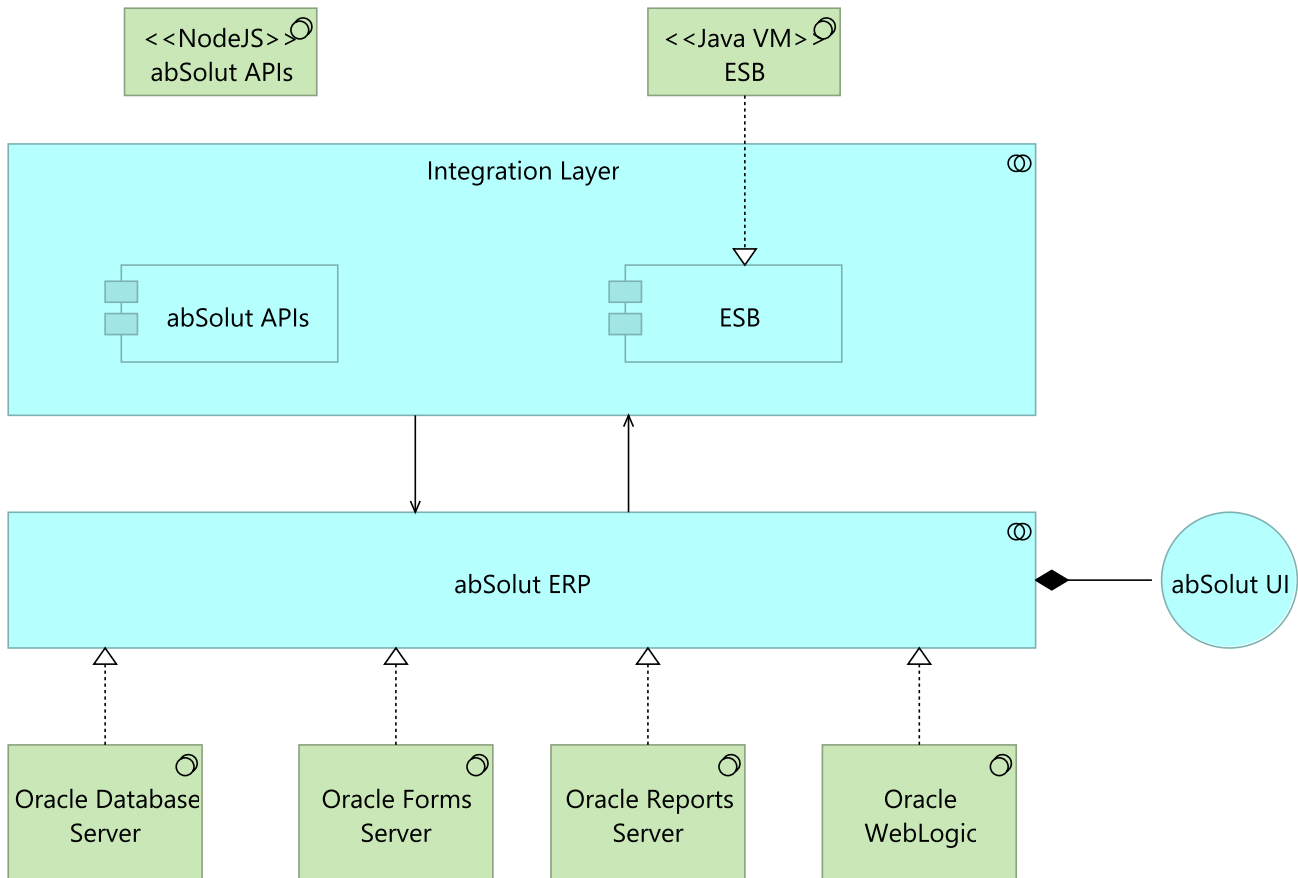 <<NodeJS>>
abSolut APIs
<<Java VM>>
ESB
Integration Layer
abSolut APIs
ESB
abSolut ERP
abSolut UI
Oracle Database
Server
Oracle Forms
Server
Oracle Reports
Server
Oracle
WebLogic